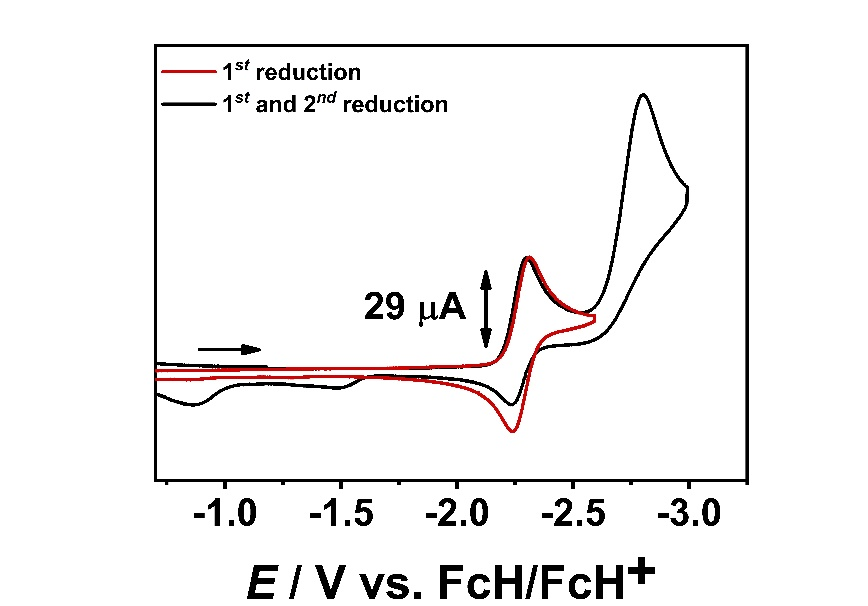 1st reduction
1st and 2nd reduction
29 μA
-1.0 -1.5 -2.0 -2.5 -3.0
E / V vs. FcH/FcH+